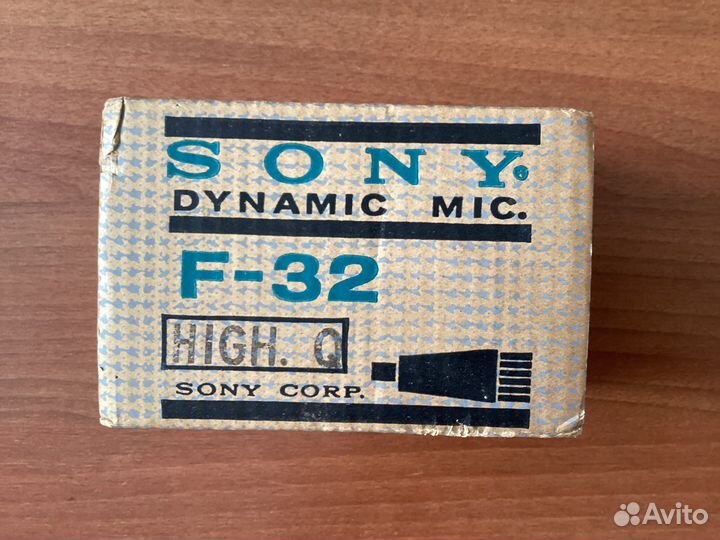 SONY.
DYNAMIC MIC.
F-32
HIGH. Q
SONY CORP.
Avito